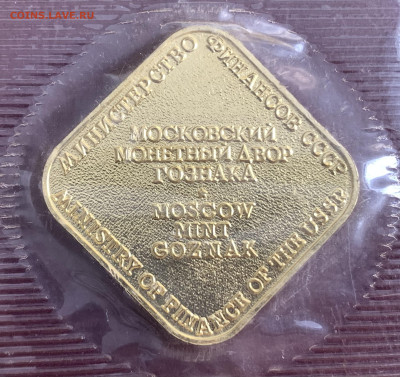 COINS.LAVE.RU
МИНИСТЕРСТВО ФИНАНСОВ СССР
МОСКОВСКИЙ
МОНЕТНЫЙ ДВОР
ГОЗНАКА
MOSCOW
MINT
GOZNAK
MINISTRY OF FINANCE OF THE USSR